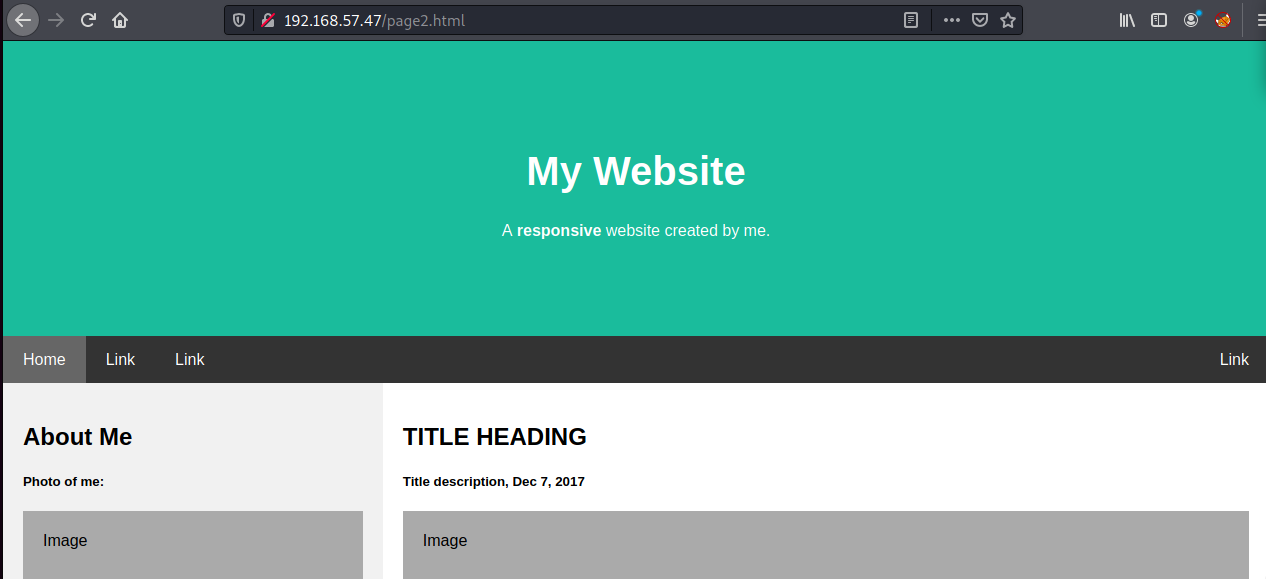 192.168.57.47/page2.html
My Website
A responsive website created by me.
Home Link Link Link
About Me
Photo of me:
Image
TITLE HEADING
Title description, Dec 7, 2017
Image